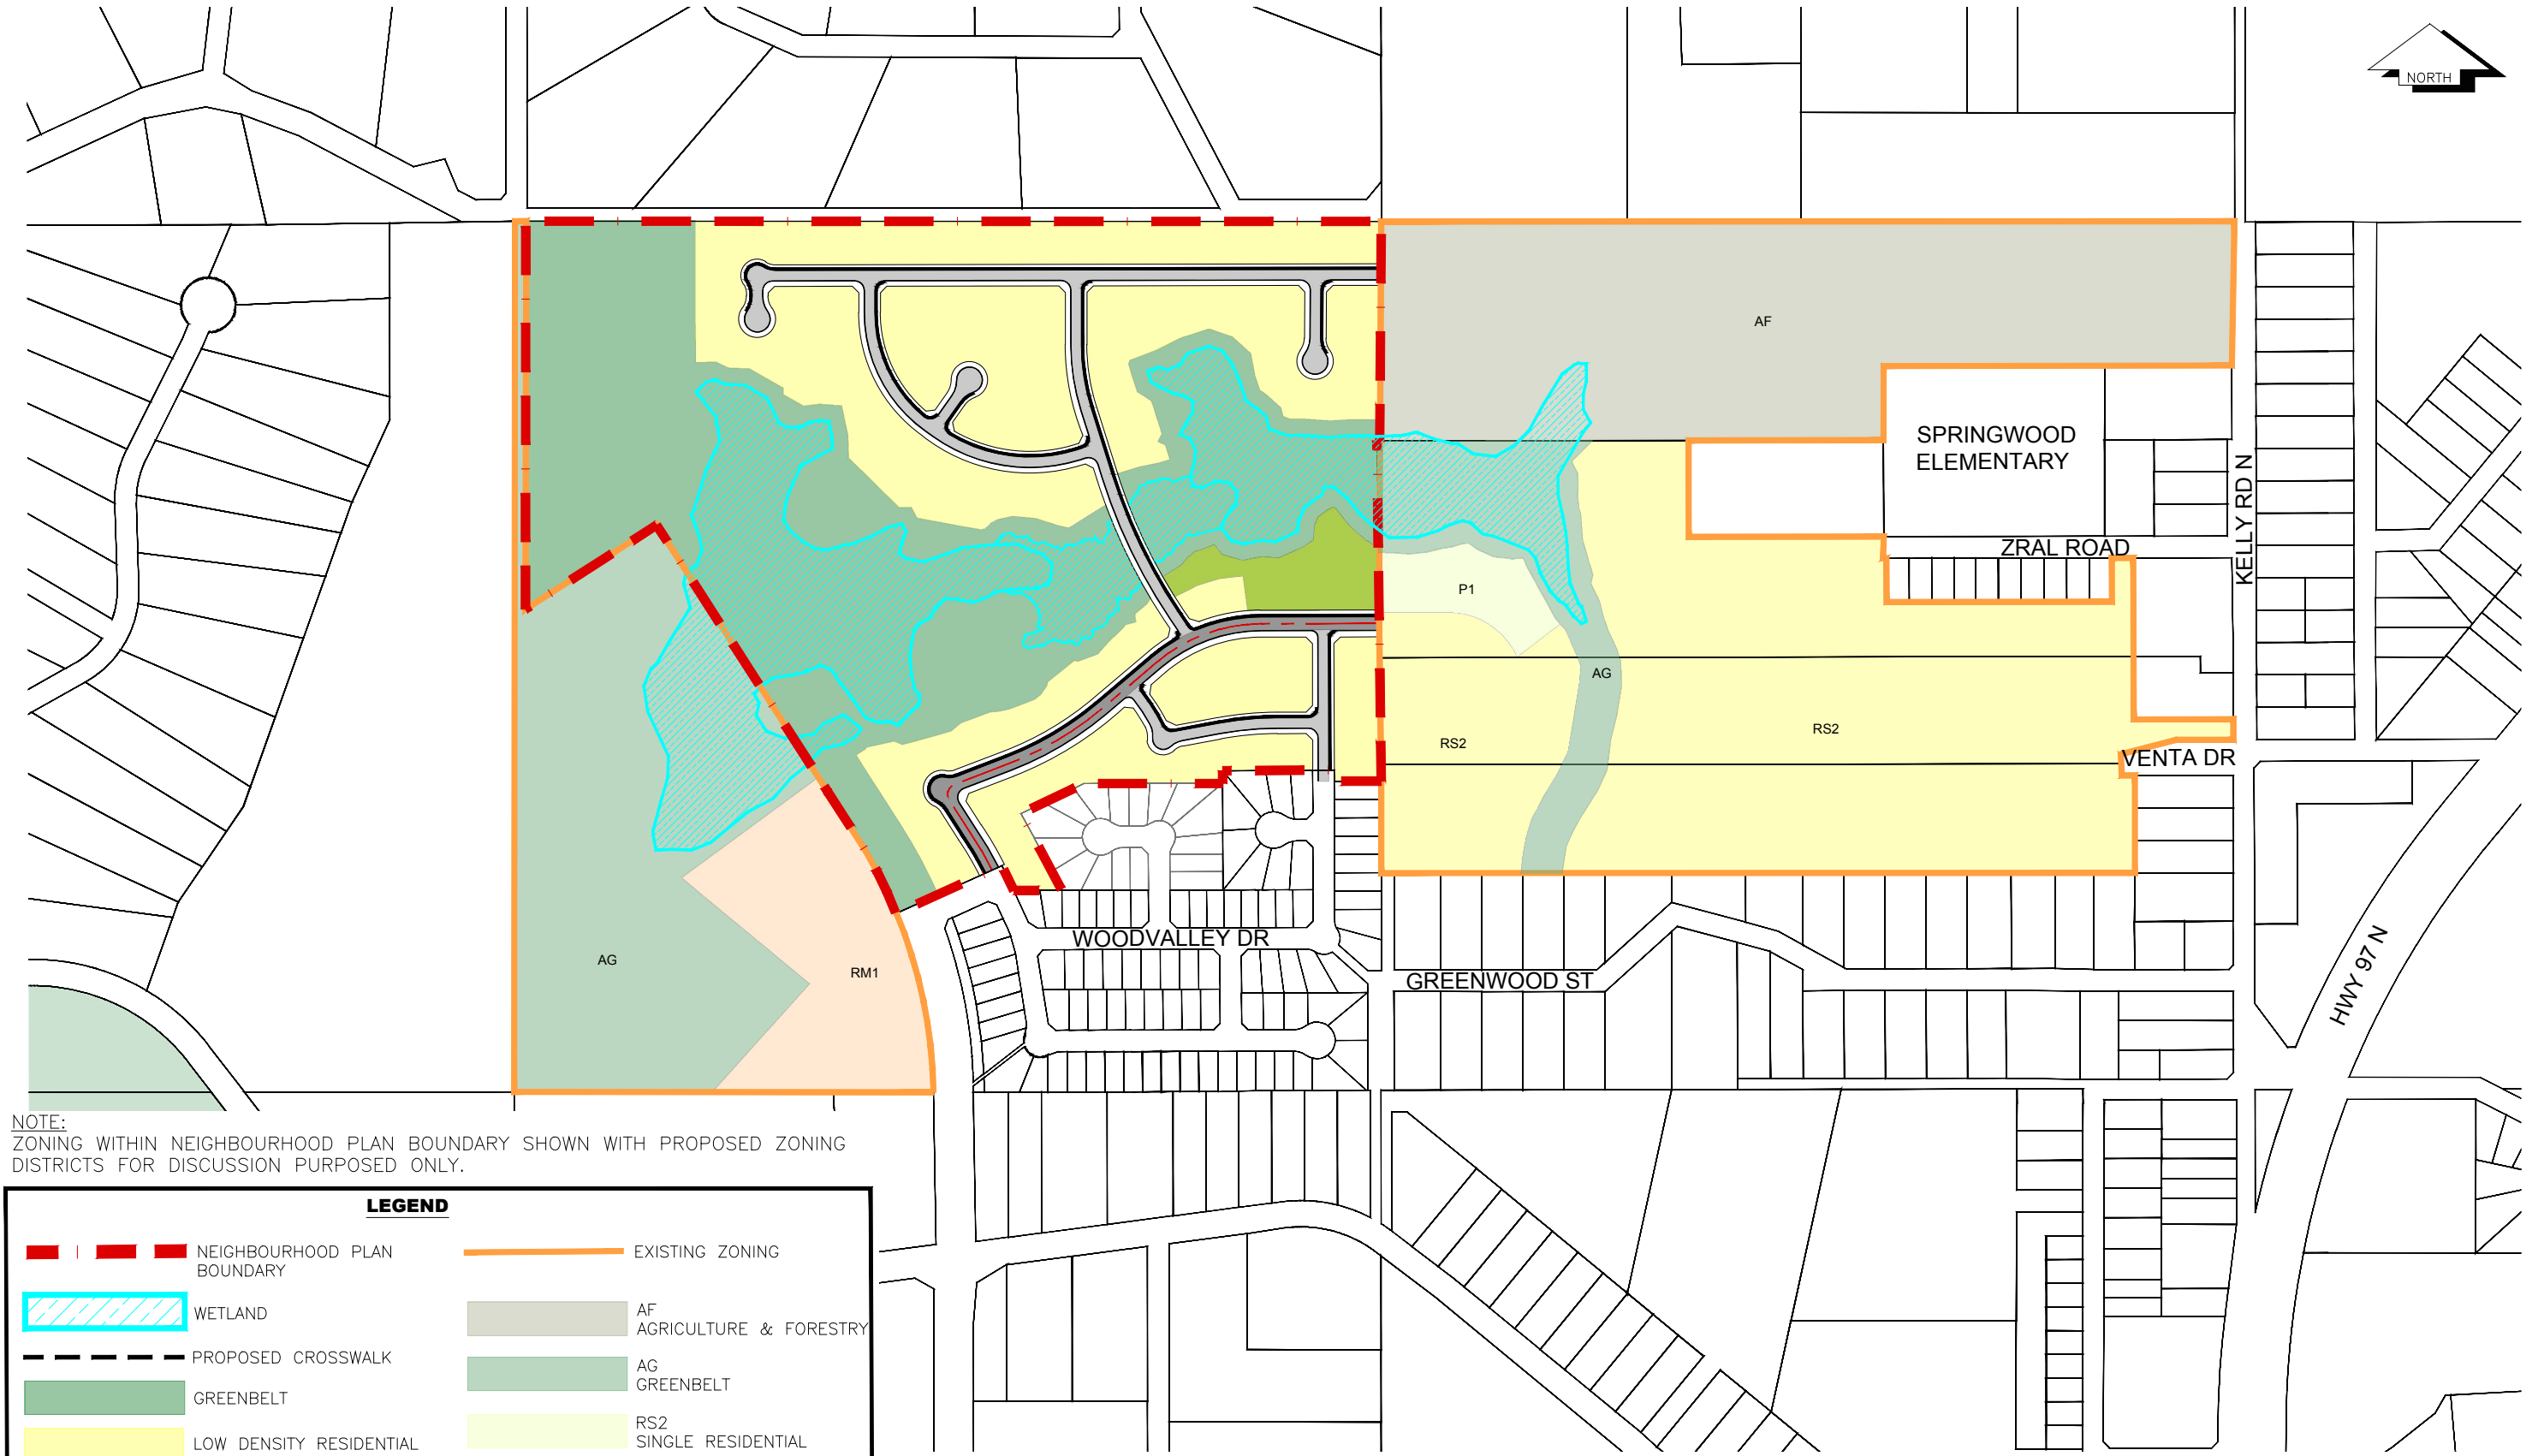 NORTH
AF
SPRINGWOOD
ELEMENTARY
KELLY RD N
ZRAL ROAD
P1
AG
RS2
RS2
VENTA DR
WOODVALLEY DR
AG
RM1
GREENWOOD ST
HWY 97 N
NOTE:
ZONING WITHIN NEIGHBOURHOOD PLAN BOUNDARY SHOWN WITH PROPOSED ZONING
DISTRICTS FOR DISCUSSION PURPOSED ONLY.
LEGEND
NEIGHBOURHOOD PLAN
BOUNDARY
WETLAND
PROPOSED CROSSWALK
GREENBELT
LOW DENSITY RESIDENTIAL
EXISTING ZONING
AF
AGRICULTURE & FORESTRY
AG
GREENBELT
RS2
SINGLE RESIDENTIAL